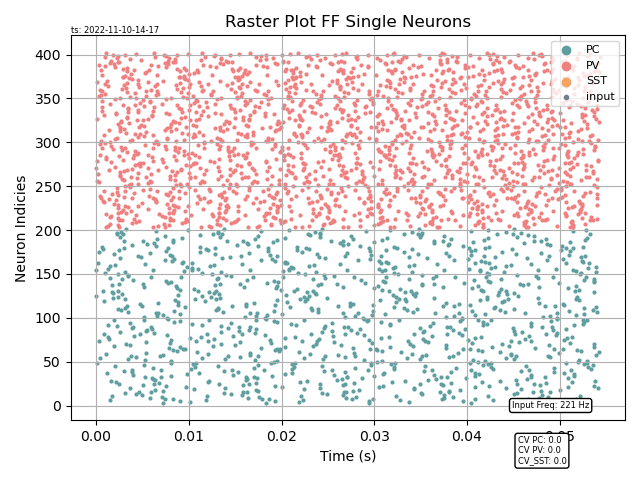 Raster Plot FF Single Neurons
ts: 2022-11-10-14-17
PC
PV
SST
input
400
350
300
250
200
150
100
50
0
Neuron Indicies
Input Freq: 221 Hz
0.00 0.01 0.02 0.03 0.04 0.05
Time (s)
CV PC: 0.0
CV PV: 0.0
CV_SST: 0.0